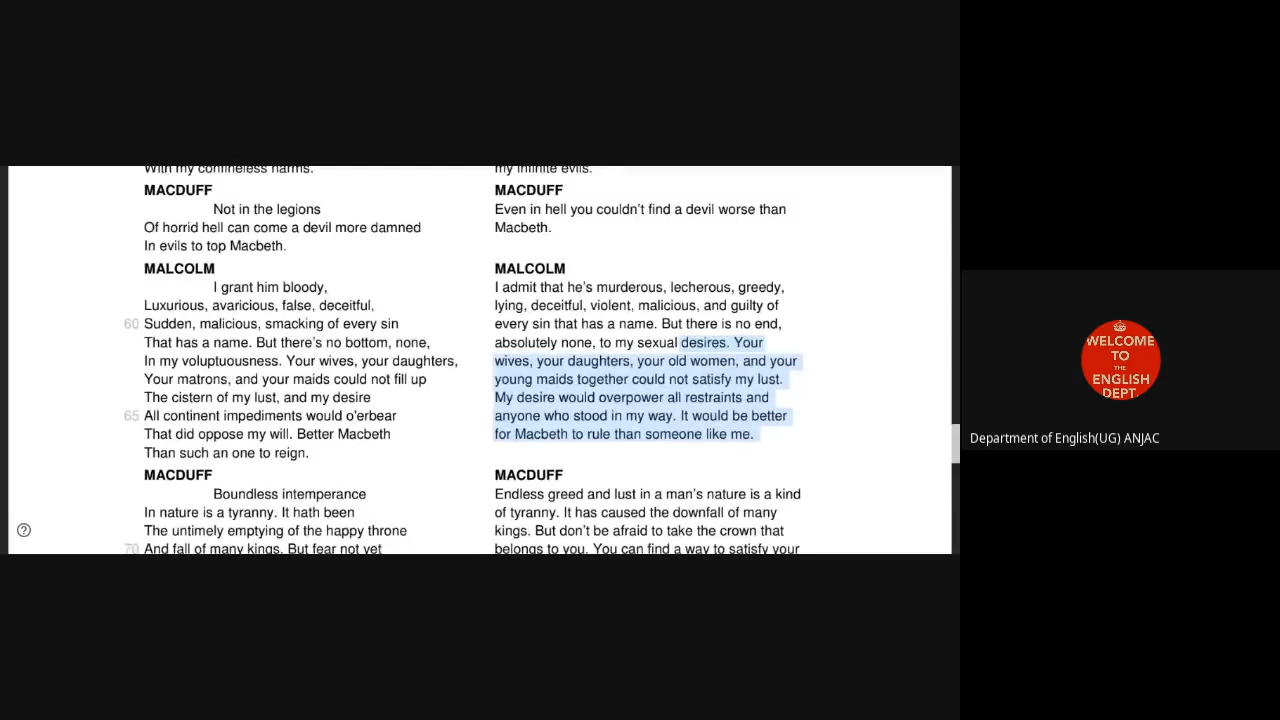 With my confineless harms.
MACDUFF
Not in the legions
Of horrid hell can come a devil more damned
In evils to top Macbeth.
MALCOLM
I grant him bloody,
Luxurious, avaricious, false, deceitful,
60 Sudden, malicious, smacking of every sin
That has a name. But there's no bottom, none,
In my voluptuousness. Your wives, your daughters,
Your matrons, and your maids could not fill up
The cistern of my lust, and my desire
65 All continent impediments would o'erbear
That did oppose my will. Better Macbeth
Than such an one to reign.
MACDUFF
Boundless intemperance
In nature is a tyranny. It hath been
The untimely emptying of the happy throne
70 And fall of many kings. But fear not yet
my infinite evils.
MACDUFF
Even in hell you couldn't find a devil worse than
Macbeth.
MALCOLM
I admit that he's murderous, lecherous, greedy,
lying, deceitful, violent, malicious, and guilty of
every sin that has a name. But there is no end,
absolutely none, to my sexual desires. Your
wives, your daughters, your old women, and your
young maids together could not satisfy my lust.
My desire would overpower all restraints and
anyone who stood in my way. It would be better
for Macbeth to rule than someone like me.
MACDUFF
Endless greed and lust in a man's nature is a kind
of tyranny. It has caused the downfall of many
kings. But don't be afraid to take the crown that
belongs to you. You can find a way to satisfy your
WELCOME
TO
THE
ENGLISH
DEPT.
Department of English(UG) ANJAC